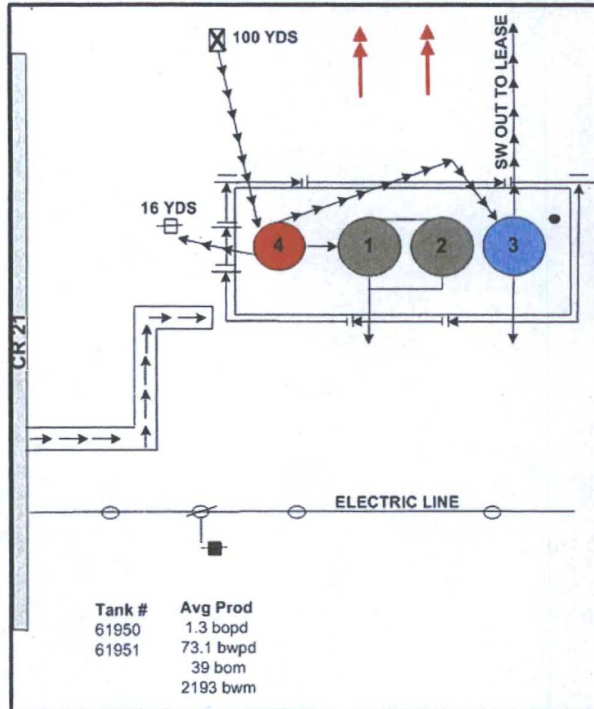 100 YDS
SW OUT TO LEASE
16 YDS
4 1 2 3
CR 21
ELECTRIC LINE
Tank # Avg Prod
61950 1.3 bopd
61951 73.1 bwpd
39 bom
2193 bwm